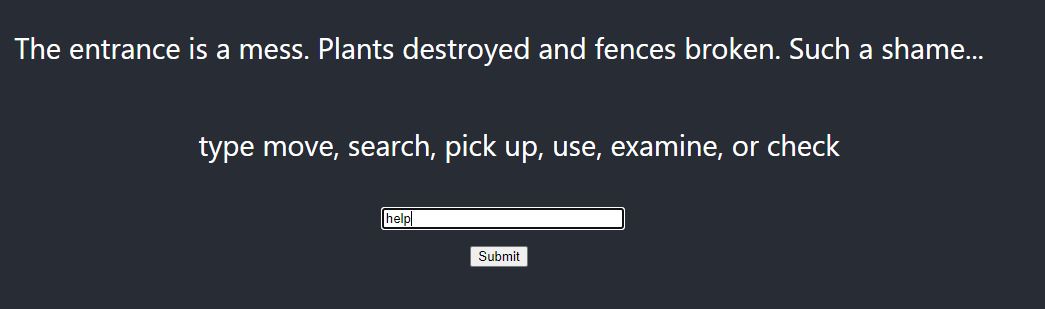 The entrance is a mess. Plants destroyed and fences broken. Such a shame...
type move, search, pick up, use, examine, or check
help
Submit